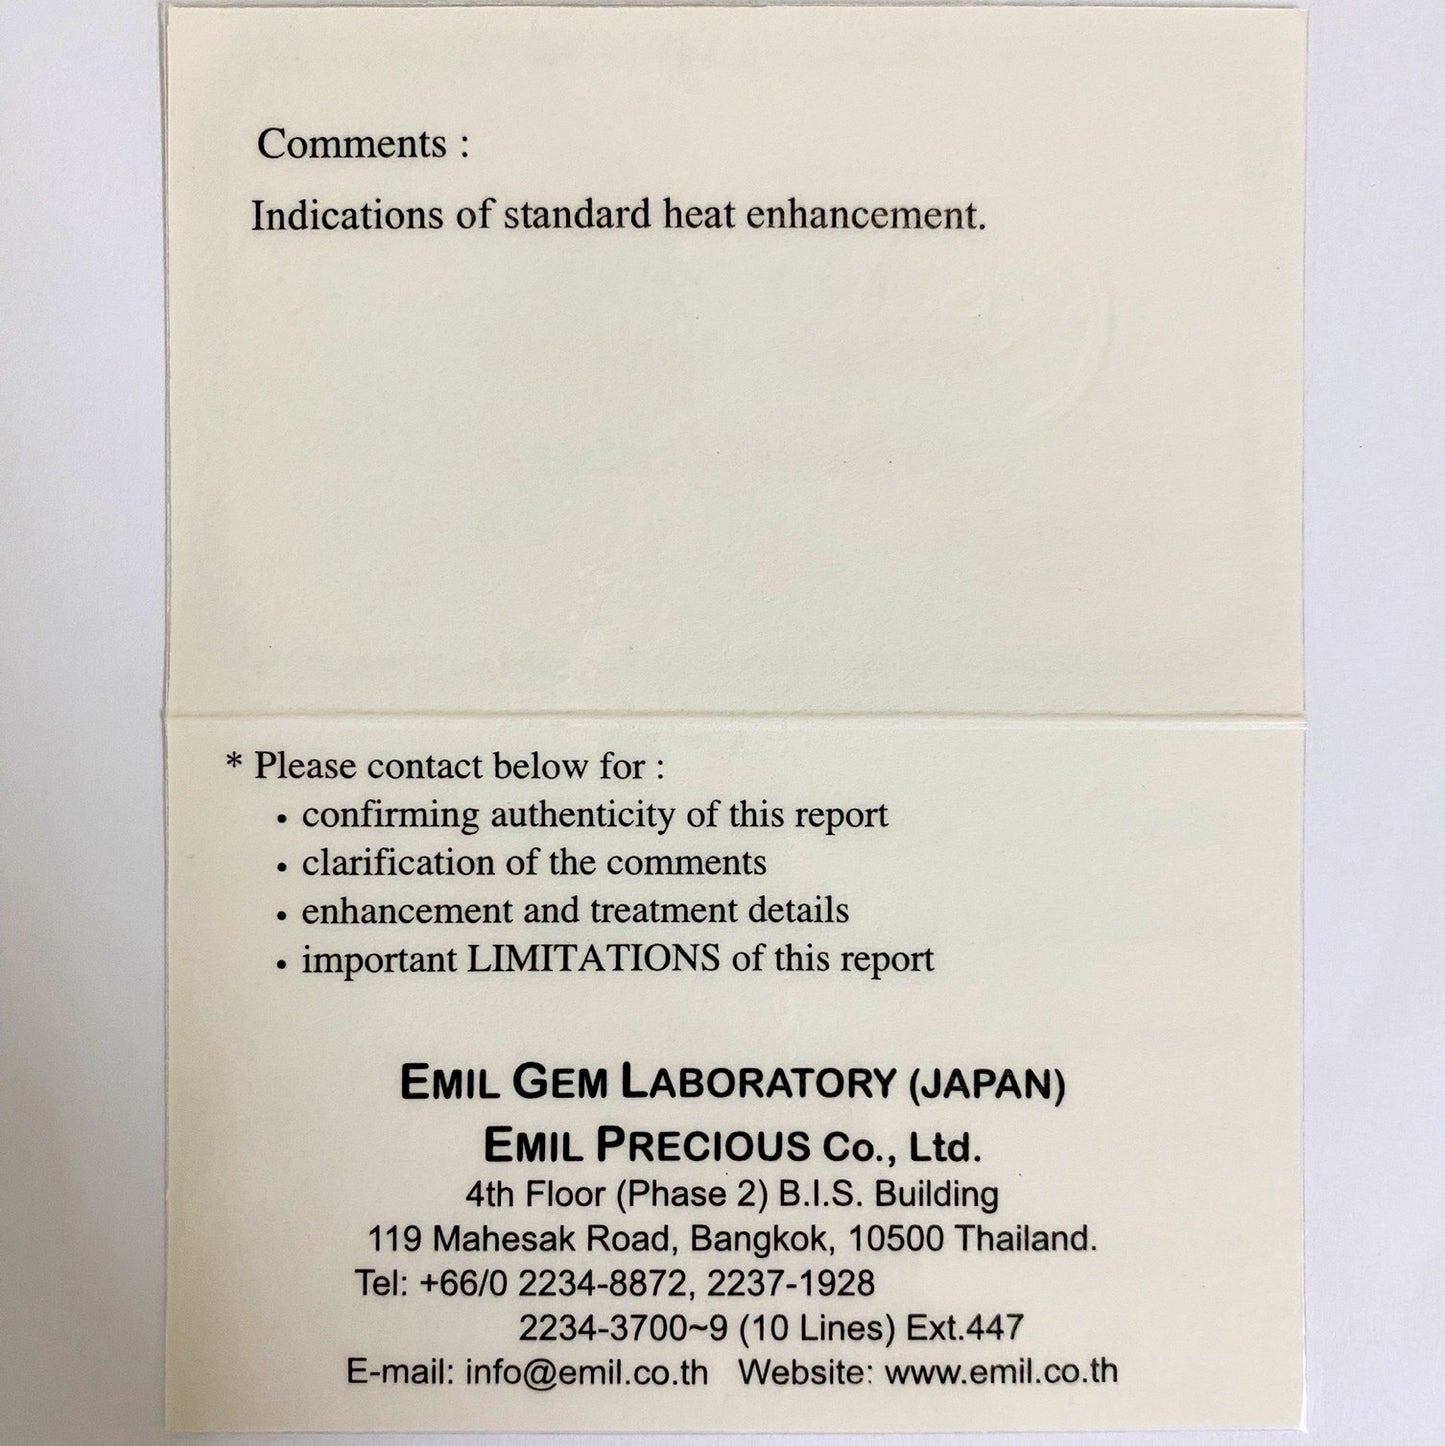 Comments :
Indications of standard heat enhancement.
* Please contact below for :
• confirming authenticity of this report
• clarification of the comments
• enhancement and treatment details
• important LIMITATIONS of this report
EMIL GEM LABORATORY (JAPAN)
EMIL PRECIOUS Co., Ltd.
4th Floor (Phase 2) B.I.S. Building
119 Mahesak Road, Bangkok, 10500 Thailand.
Tel: +66/0 2234-8872, 2237-1928
2234-3700~9 (10 Lines) Ext.447
E-mail: info@emil.co.th Website: www.emil.co.th